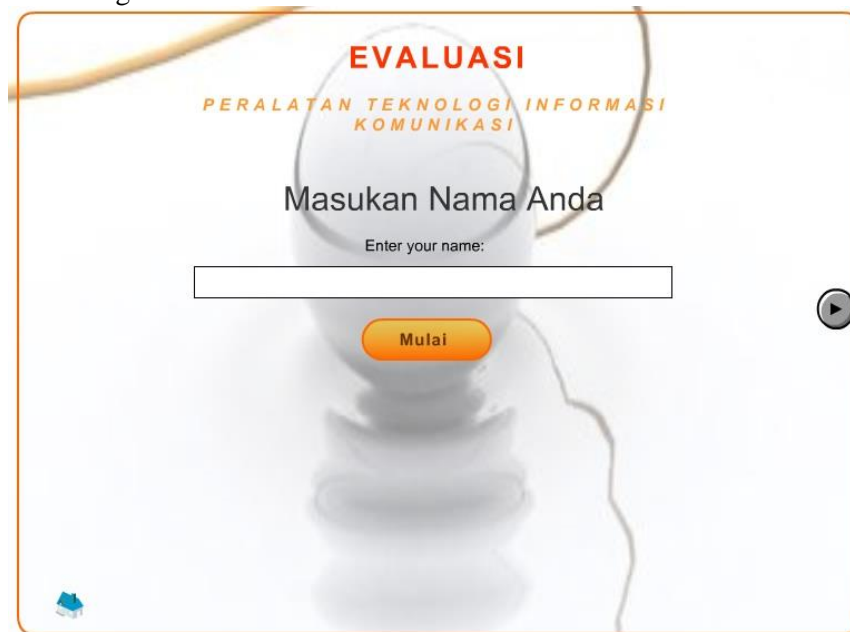 EVALUASI
PERALATAN TEKNOLOGI INFORMASI
KOMUNIKASI
Masukan Nama Anda
Enter your name:
Mulai